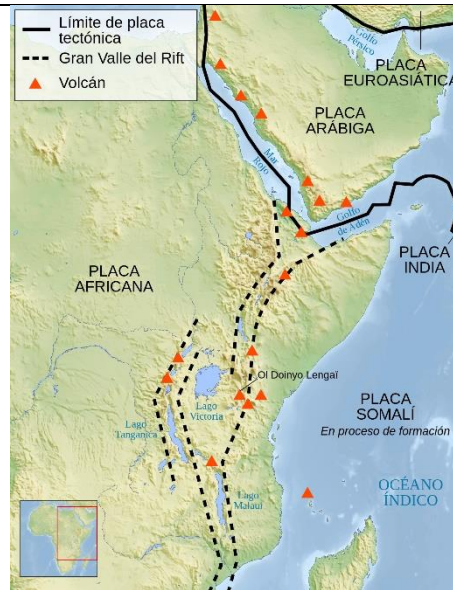 Límite de placa
tectónica
Gran Valle del Rift
Volcán
Golfo
Pérsico
PLACA
EUROASIÁTICA
PLACA
ARÁBIGA
Mar
Rojo
Golfo
de Adén
PLACA
INDIA
PLACA
AFRICANA
Ol Doinyo Lengaï
Lago
Victoria
PLACA
SOMALÍ
En proceso de formación
Lago
Tanganica
OCÉANO
ÍNDICO
Lago
Malaui